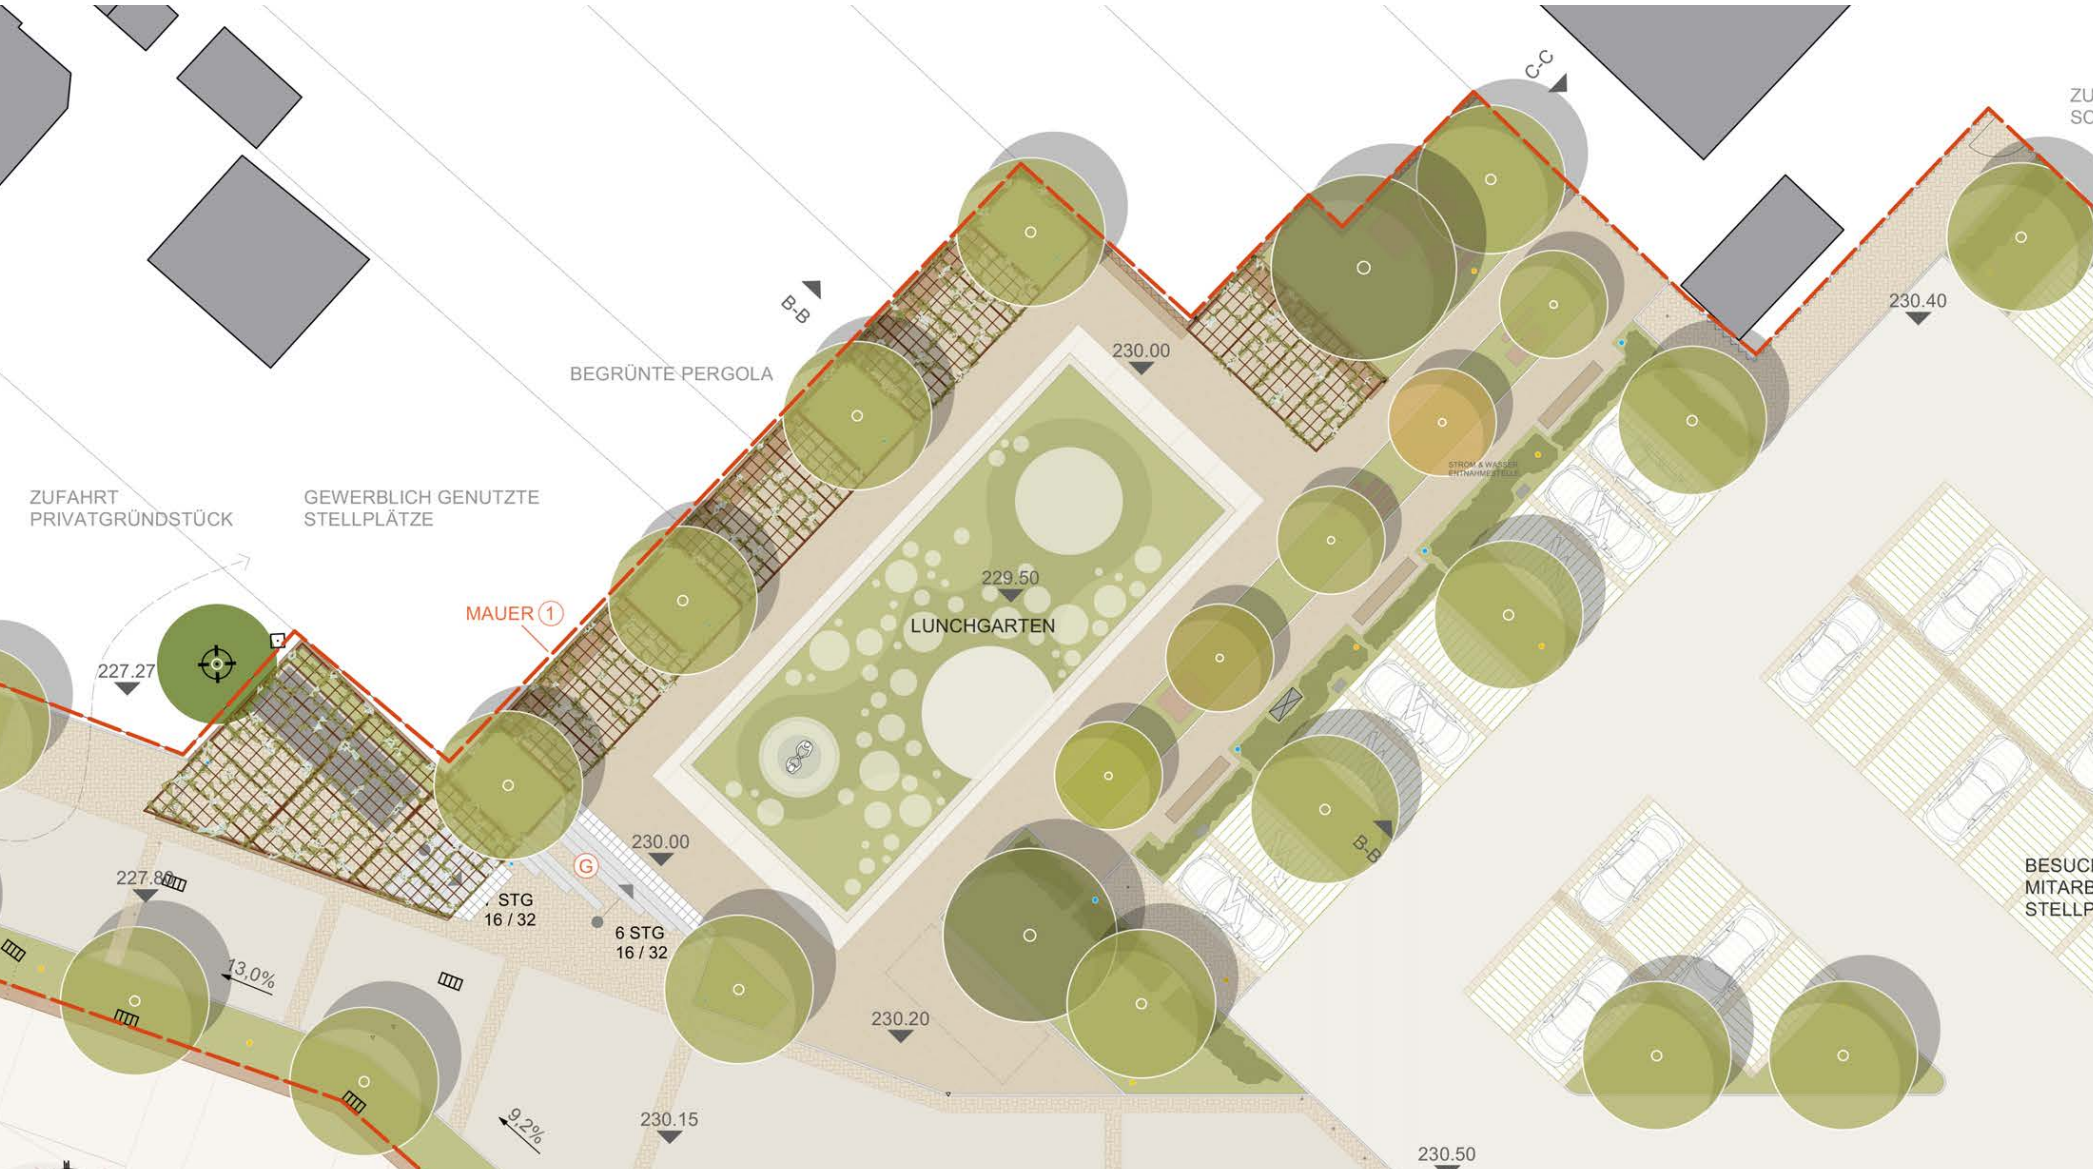 C-C
ZU
SC
B-B
230.40
230.00
BEGRÜNTE PERGOLA
STROM & WASSER
ENTNAHMESTELLE
ZUFAHRT
PRIVATGRÜNDSTÜCK
GEWERBLICH GENUTZTE
STELLPLÄTZE
229.50
LUNCHGARTEN
MAUER 1
227.27
230.00
G
B-B
227.80
STG
16 / 32
6 STG
16 / 32
BESUCH
MITARB
STELLP
13,0%
230.20
9,2%
230.15
230.50